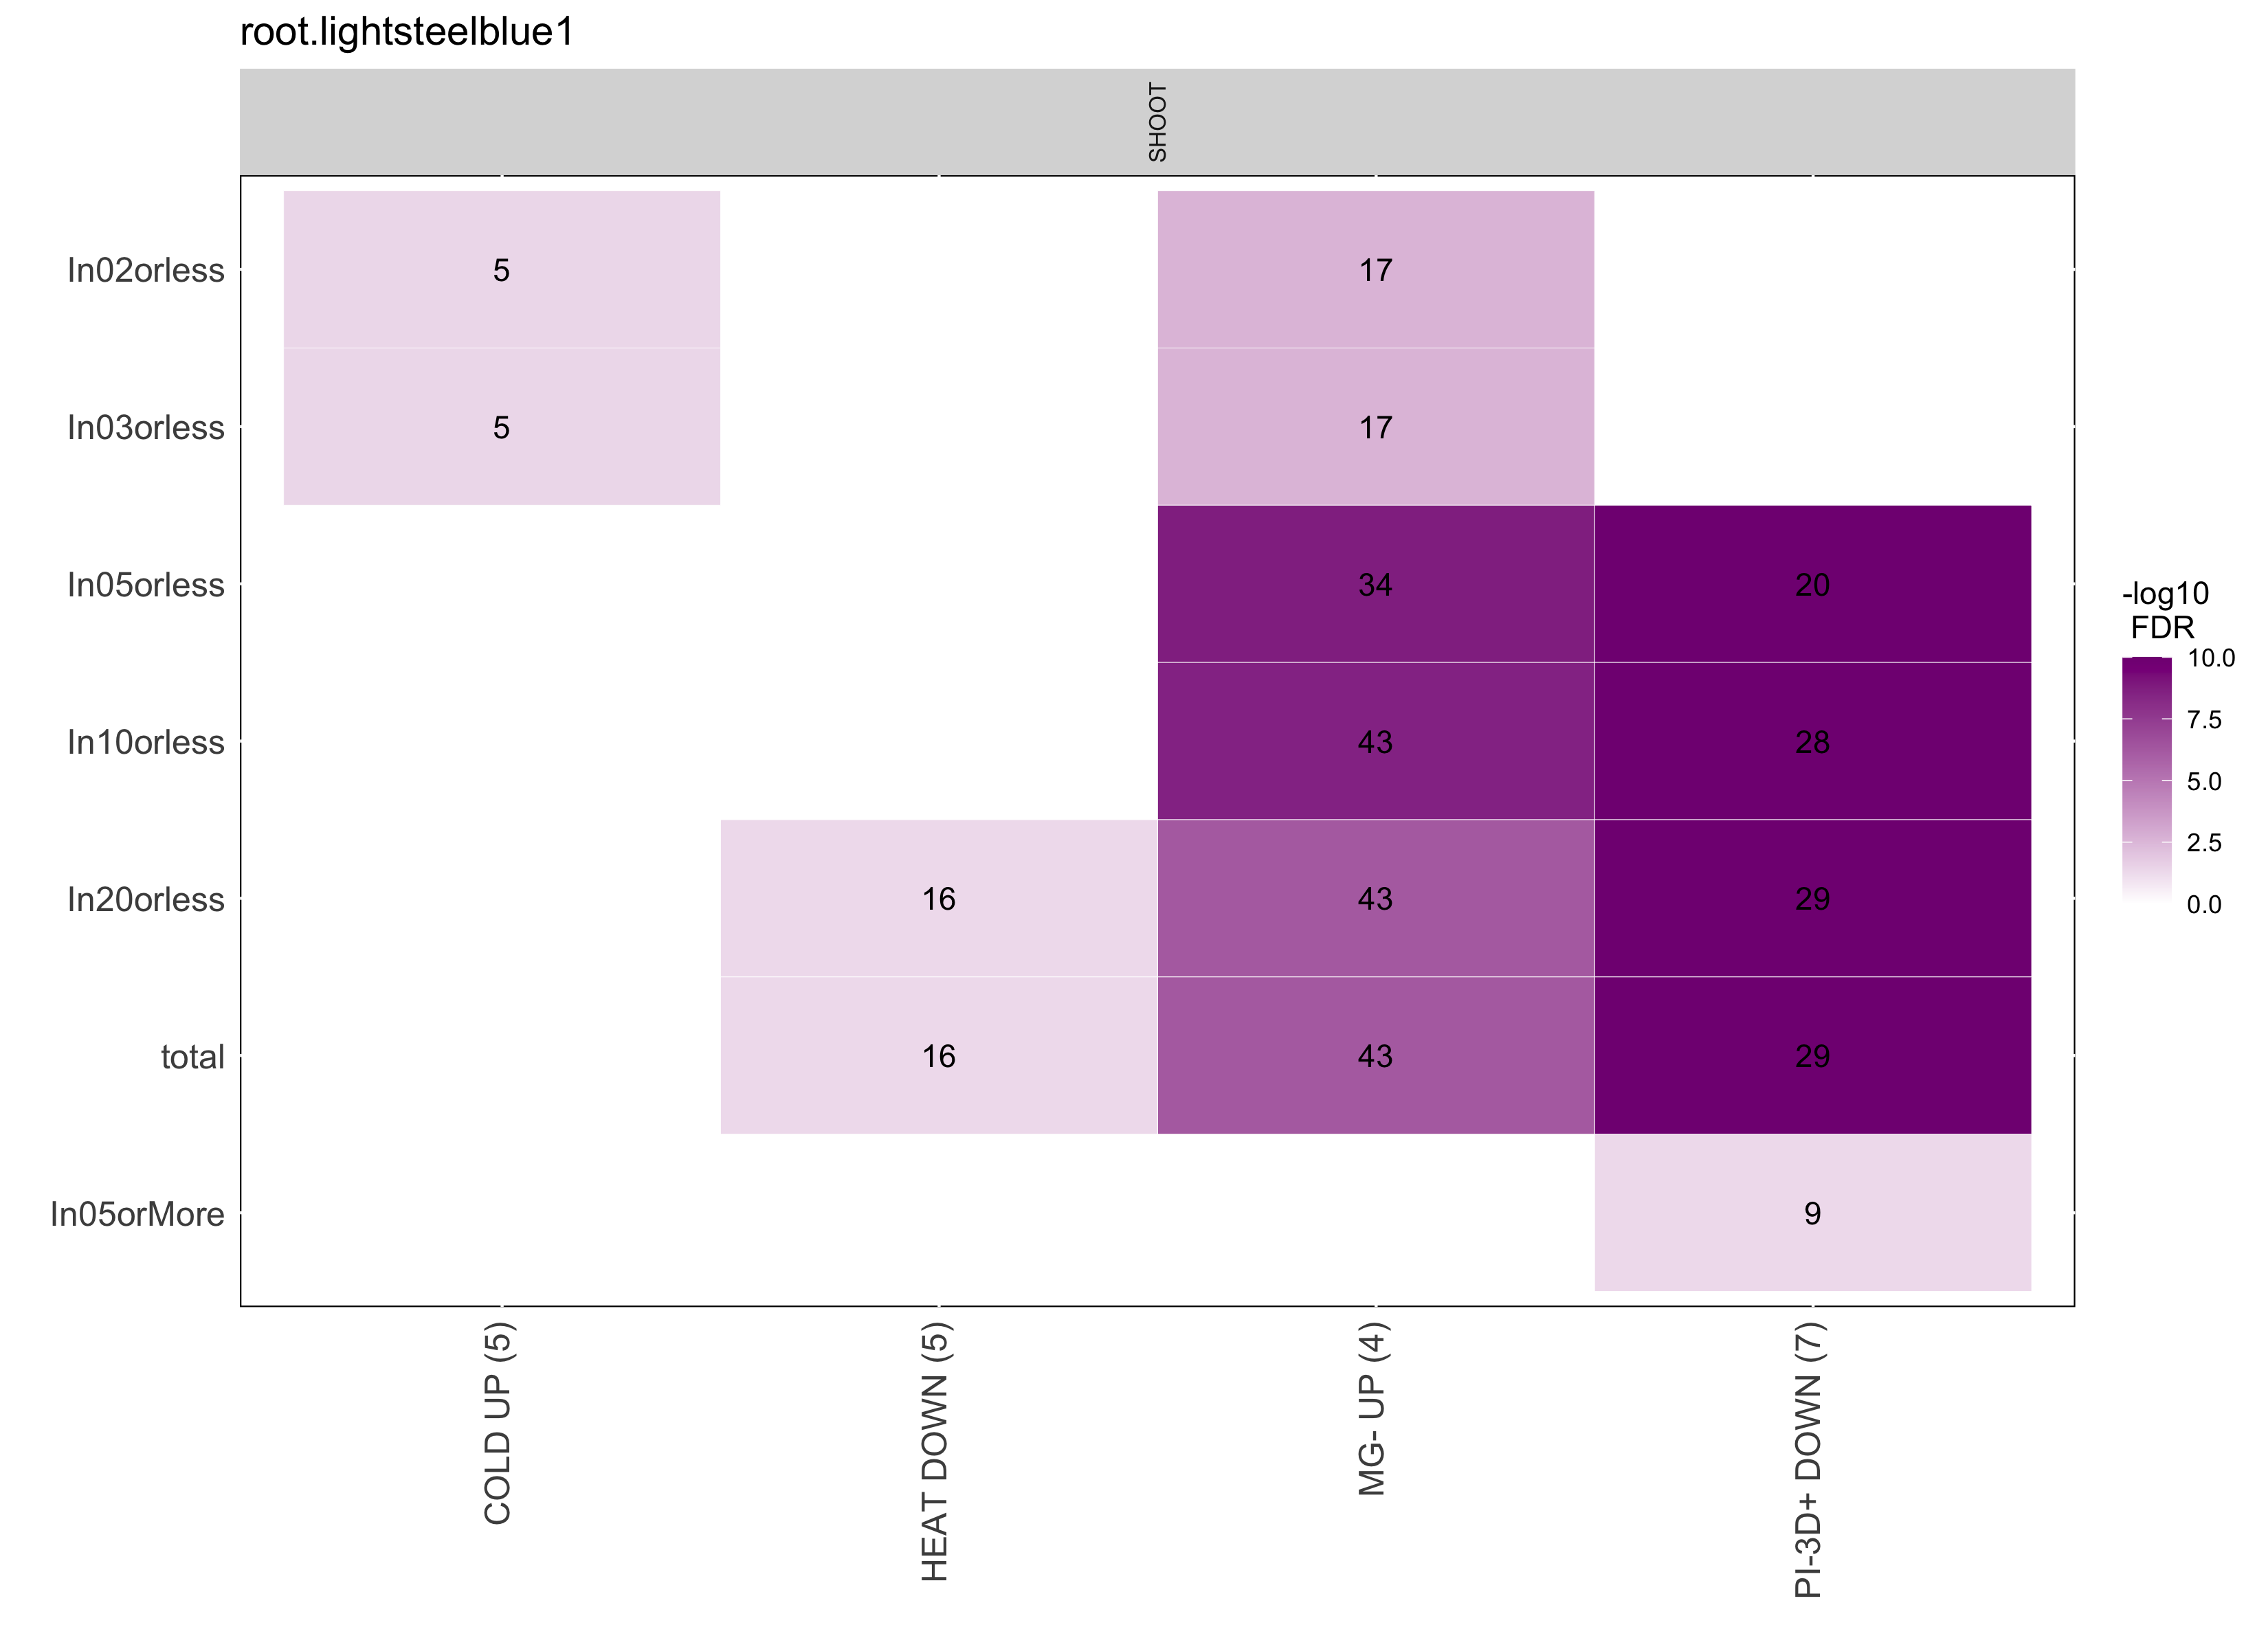 root.lightsteelblue1
SHOOT
In02orless
5
17
In03orless
5
17
In05orless
34
20
In10orless
43
28
In20orless
16
43
29
total
16
43
29
In05orMore
9
COLD UP (5)
HEAT DOWN (5)
MG- UP (4)
PI-3D+ DOWN (7)
-log10
FDR
10.0
7.5
5.0
2.5
0.0